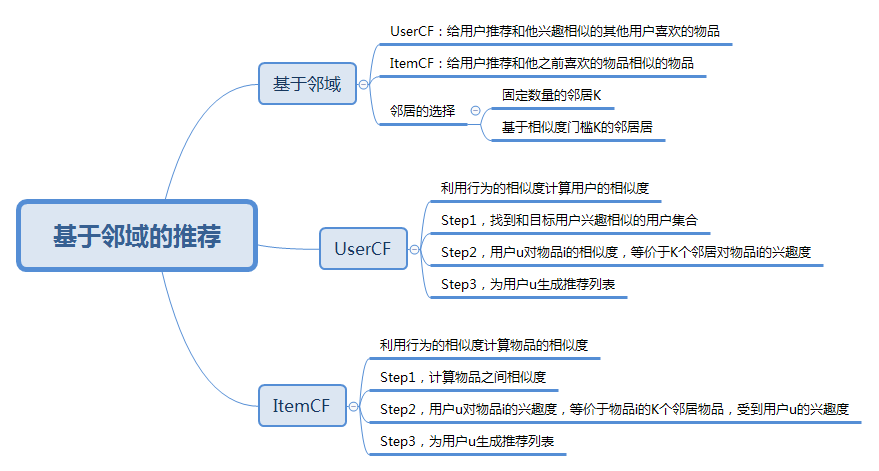 基于邻域的推荐
基于邻域
UserCF：给用户推荐和他兴趣相似的其他用户喜欢的物品
ItemCF：给用户推荐和他之前喜欢的物品相似的物品
邻居的选择
固定数量的邻居K
基于相似度门槛K的邻居居
UserCF
利用行为的相似度计算用户的相似度
Step1，找到和目标用户兴趣相似的用户集合
Step2，用户u对物品i的相似度，等价于K个邻居对物品i的兴趣度
Step3，为用户u生成推荐列表
ItemCF
利用行为的相似度计算物品的相似度
Step1，计算物品之间相似度
Step2，用户u对物品i的兴趣度，等价于物品i的K个邻居物品，受到用户u的兴趣度
Step3，为用户u生成推荐列表